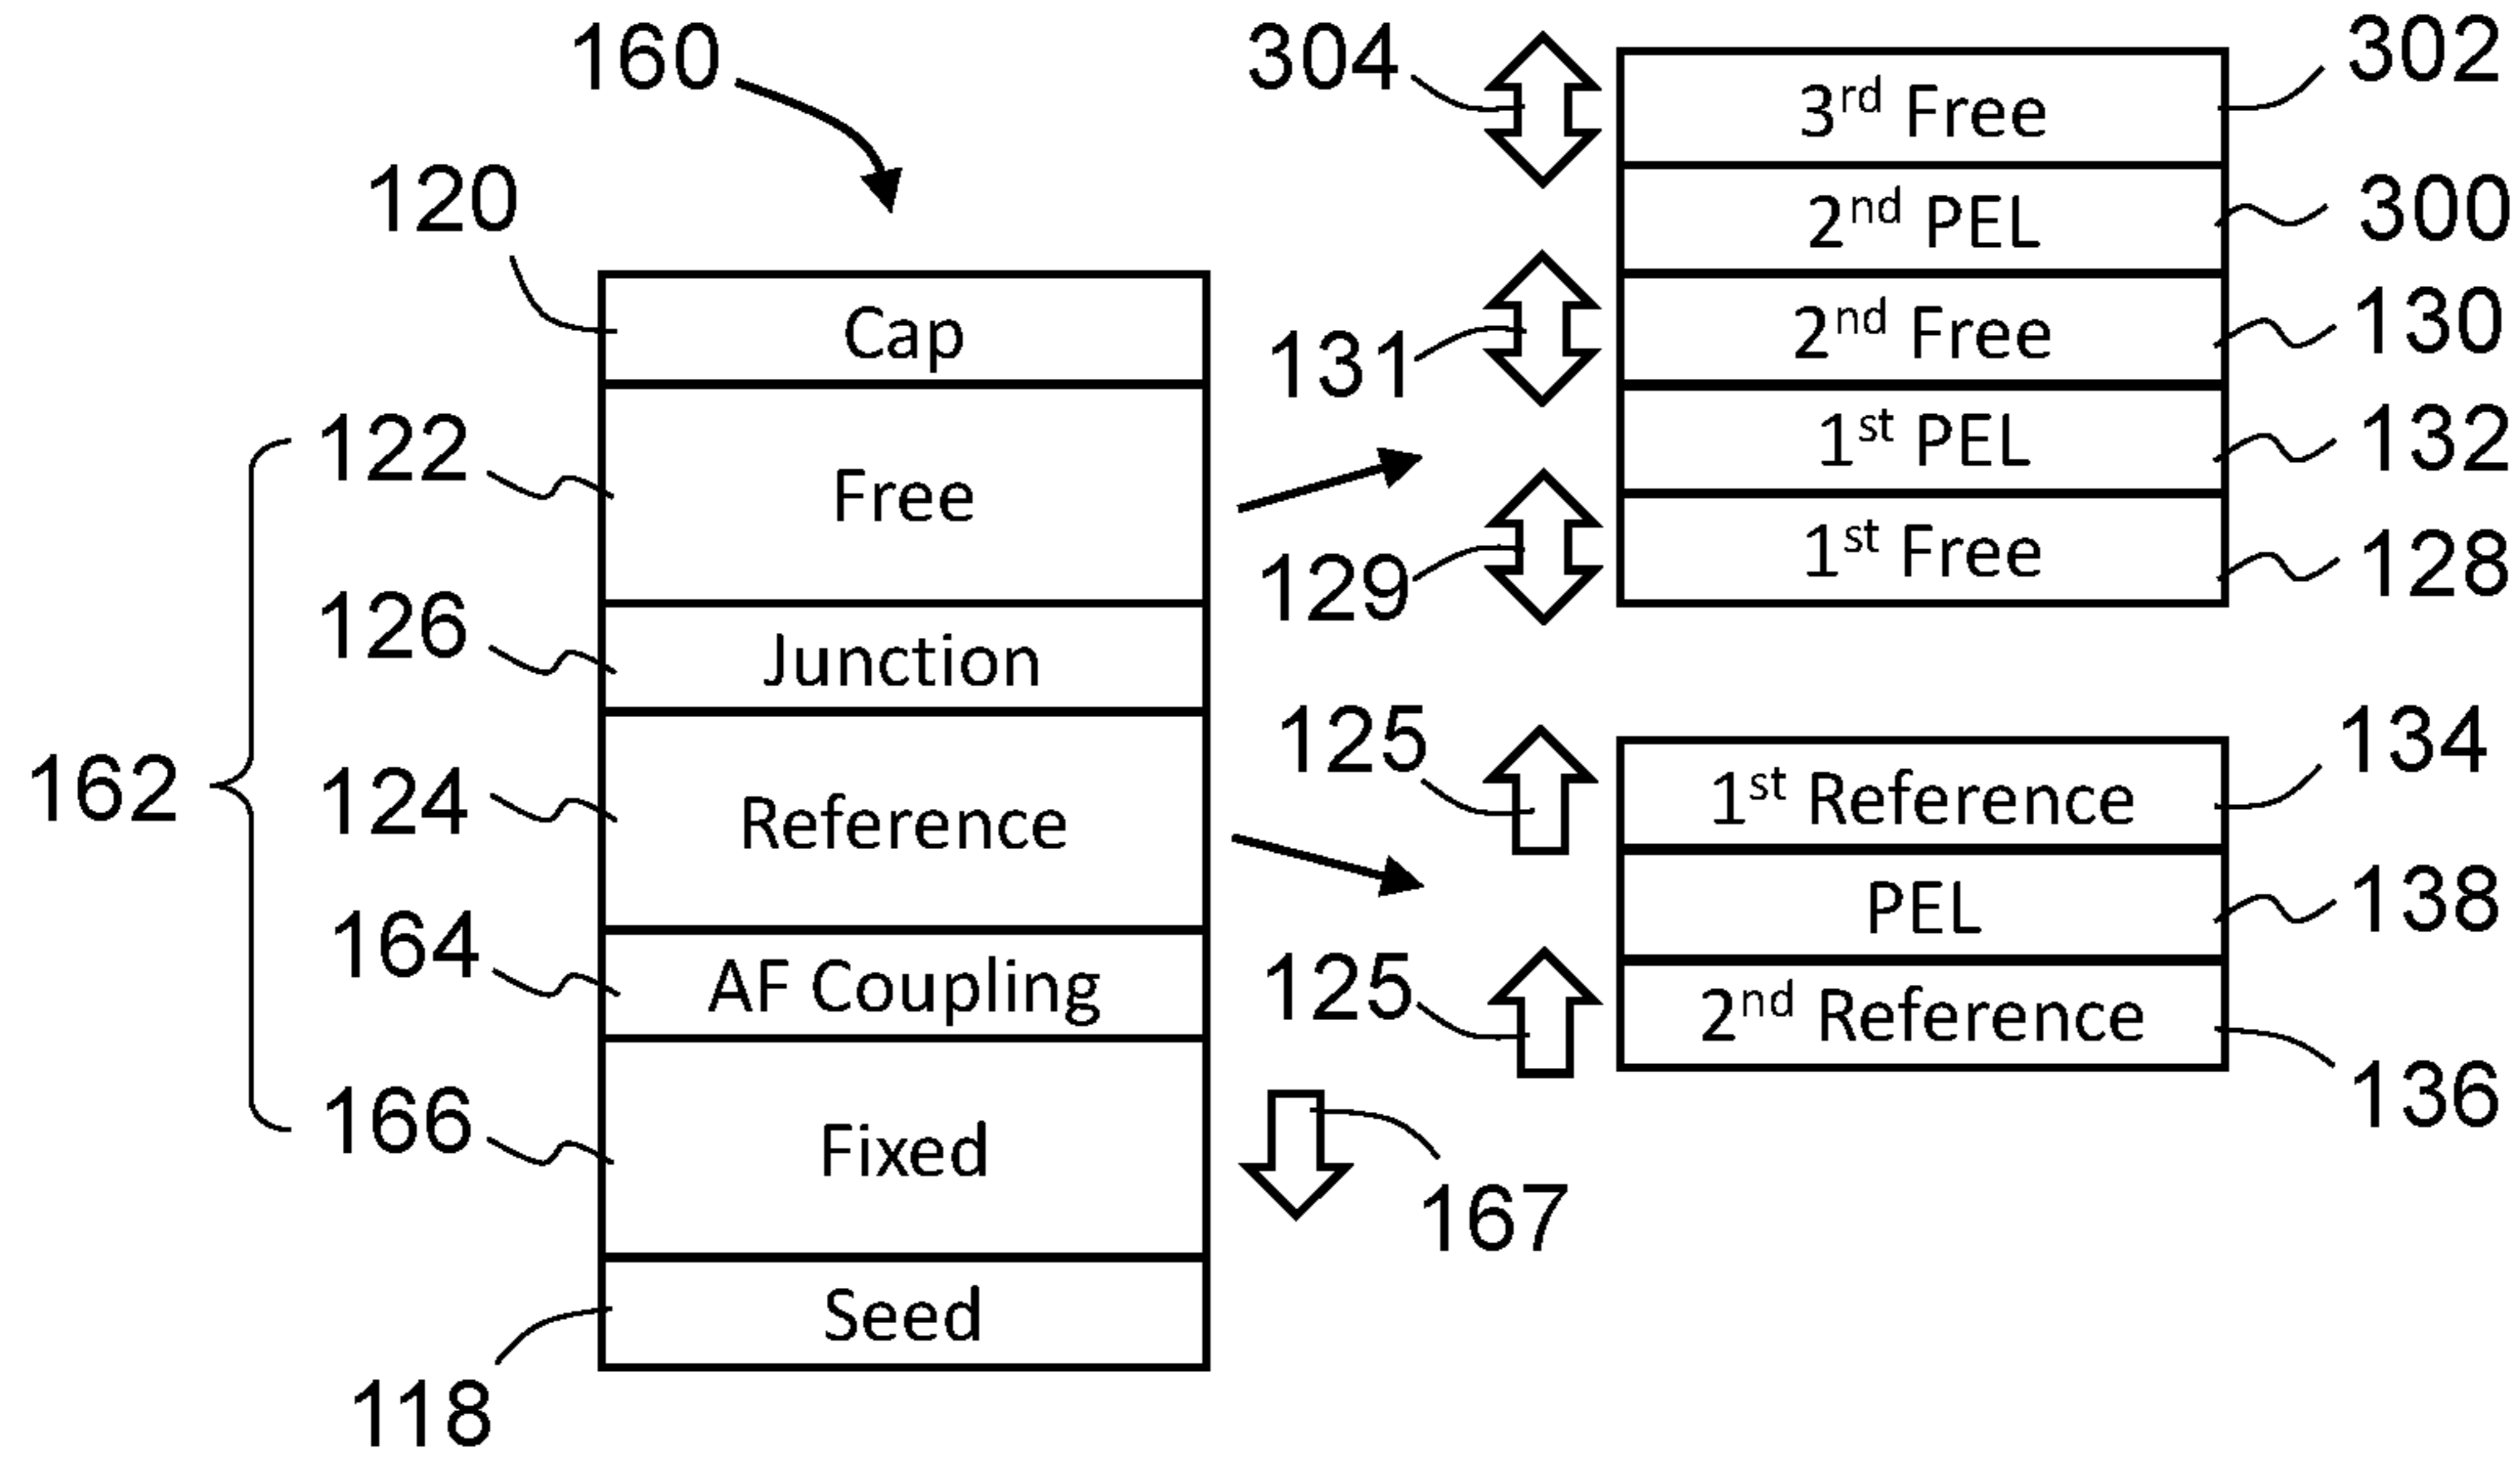 160
304
302
3rd Free
120
2nd PEL
300
Cap
131
2nd Free
130
122
Free
1st PEL
132
129
1st Free
128
126
Junction
162
124
Reference
125
1st Reference
134
PEL
138
164
AF Coupling
125
2nd Reference
136
166
Fixed
167
Seed
118